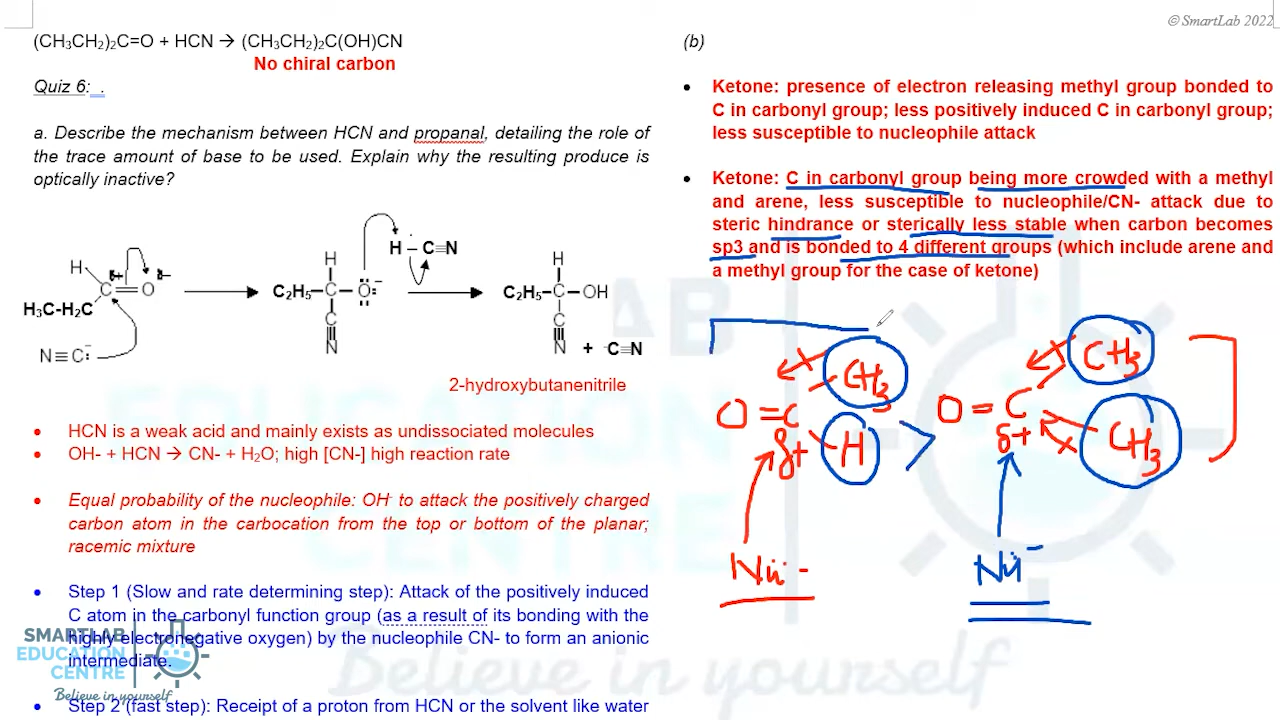 © SmartLab 2022
(CH3CH2)2C=O + HCN → (CH3CH2)2C(OH)CN
No chiral carbon
Quiz 6: .
a. Describe the mechanism between HCN and propanal, detailing the role of
the trace amount of base to be used. Explain why the resulting produce is
optically inactive?
H
δ+
δ-
C
O
H3C-H2C
N≡C:-
H
C2H5-C-O:-
C
N
H-C≡N
H
C2H5-C-OH
C
N + -C≡N
2-hydroxybutanenitrile
• HCN is a weak acid and mainly exists as undissociated molecules
• OH- + HCN → CN- + H2O; high [CN-] high reaction rate
• Equal probability of the nucleophile: OH- to attack the positively charged
carbon atom in the carbocation from the top or bottom of the planar;
racemic mixture
• Step 1 (Slow and rate determining step): Attack of the positively induced
C atom in the carbonyl function group (as a result of its bonding with the
highly electronegative oxygen) by the nucleophile CN- to form an anionic
intermediate.
• Step 2 (fast step): Receipt of a proton from HCN or the solvent like water
SMARTLAB
EDUCATION
CENTRE
Believe in yourself
(b)
• Ketone: presence of electron releasing methyl group bonded to
C in carbonyl group; less positively induced C in carbonyl group;
less susceptible to nucleophile attack
• Ketone: C in carbonyl group being more crowded with a methyl
and arene, less susceptible to nucleophile/CN- attack due to
steric hindrance or sterically less stable when carbon becomes
sp3 and is bonded to 4 different groups (which include arene and
a methyl group for the case of ketone)
CH3
O=C
δ+
H
>
CH3
O=C
δ+
CH3
Nu:-
Nu:-
LAB
EDUCATION
CENTRE
Believe in yourself